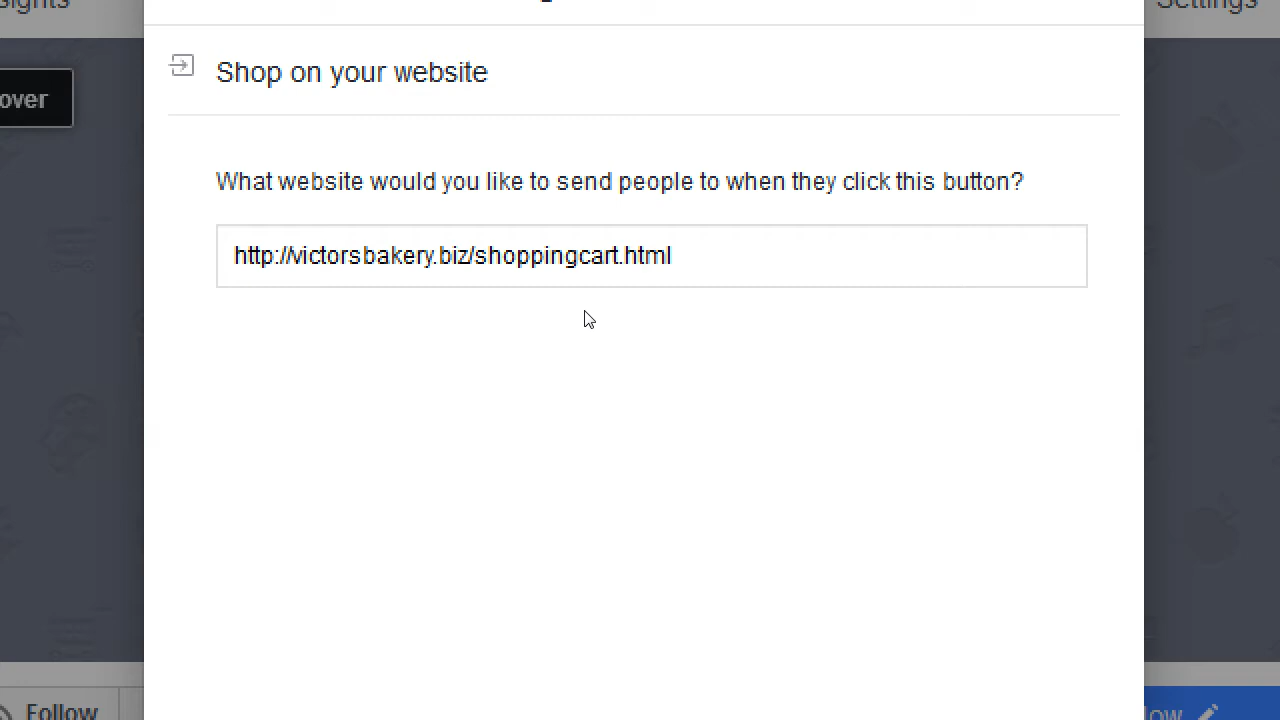 Settings
over
Shop on your website
What website would you like to send people to when they click this button?
http://victorsbakery.biz/shoppingcart.html
Follow